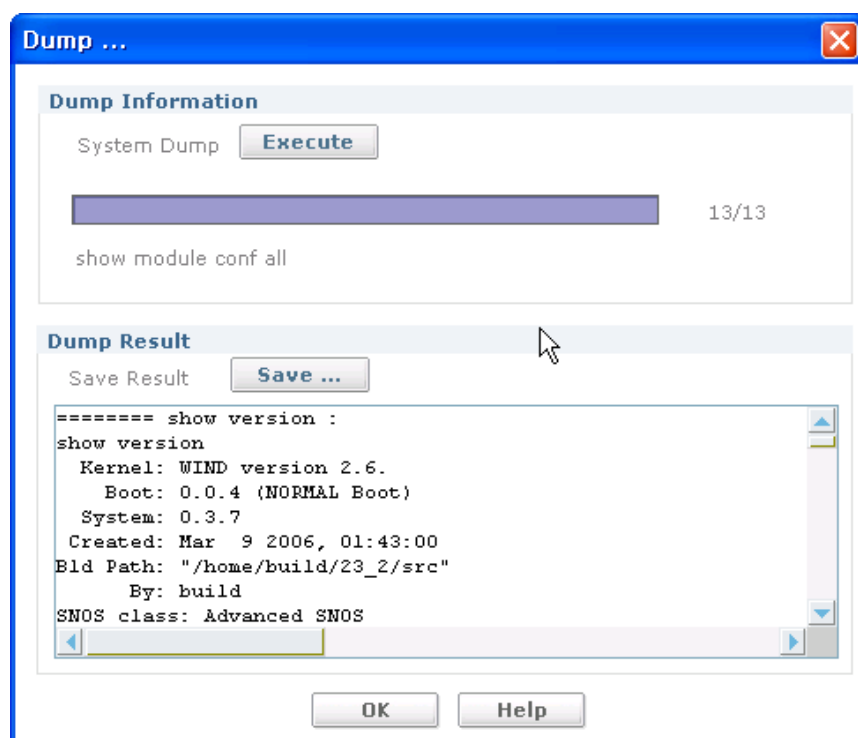 Dump ...
Dump Information
System Dump Execute
13/13
show module conf all
Dump Result
Save Result Save ...
======== show version :
show version
Kernel: WIND version 2.6.
Boot: 0.0.4 (NORMAL Boot)
System: 0.3.7
Created: Mar  9 2006, 01:43:00
Bld Path: "/home/build/23_2/src"
By: build
SNOS class: Advanced SNOS
OK Help